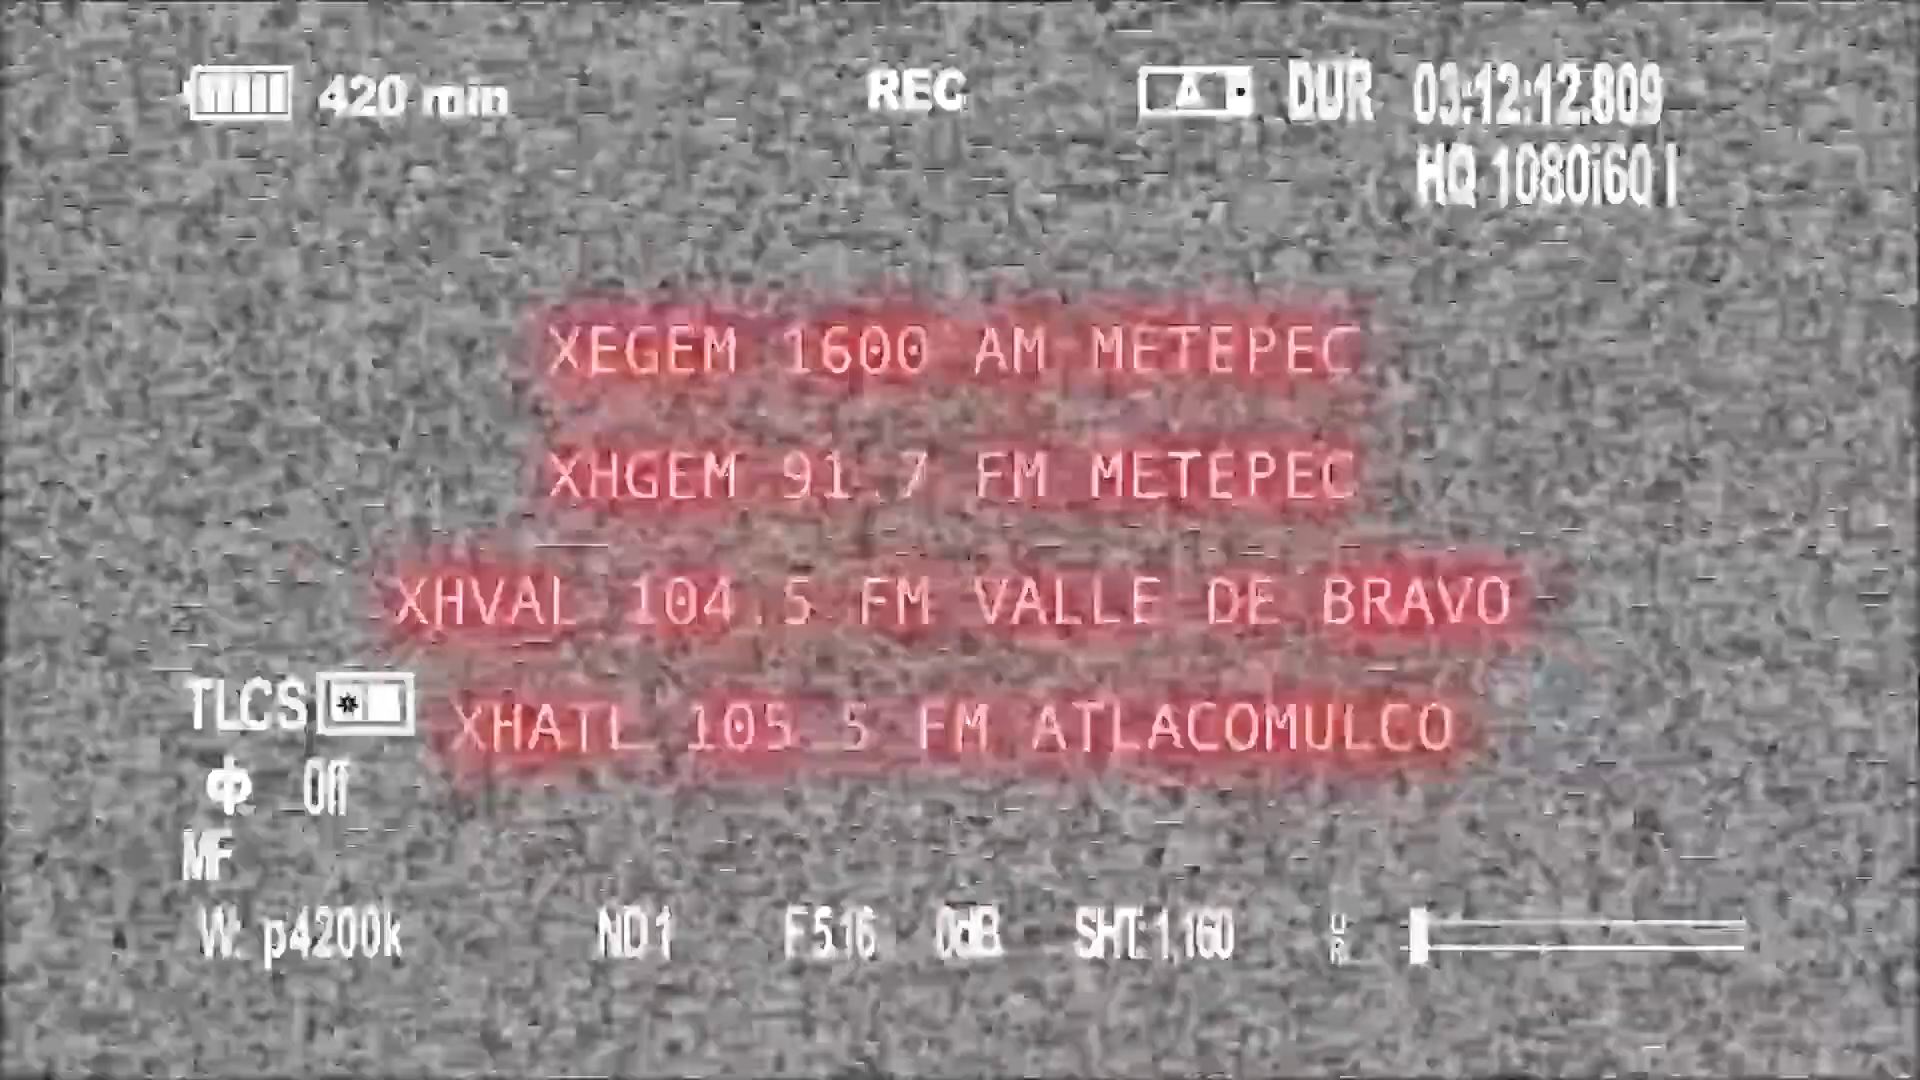 420 min
REC
DUR 03:12:12.809
HQ 1080i60
XEGEM 1600 AM METEPEC
XHGEM 91.7 FM METEPEC
XHVAL 104.5 FM VALLE DE BRAVO
XHATL 105.5 FM ATLACOMULCO
TLCS
Off
MF
W: p4200k ND1 F5.16 0dB SHT:1,160